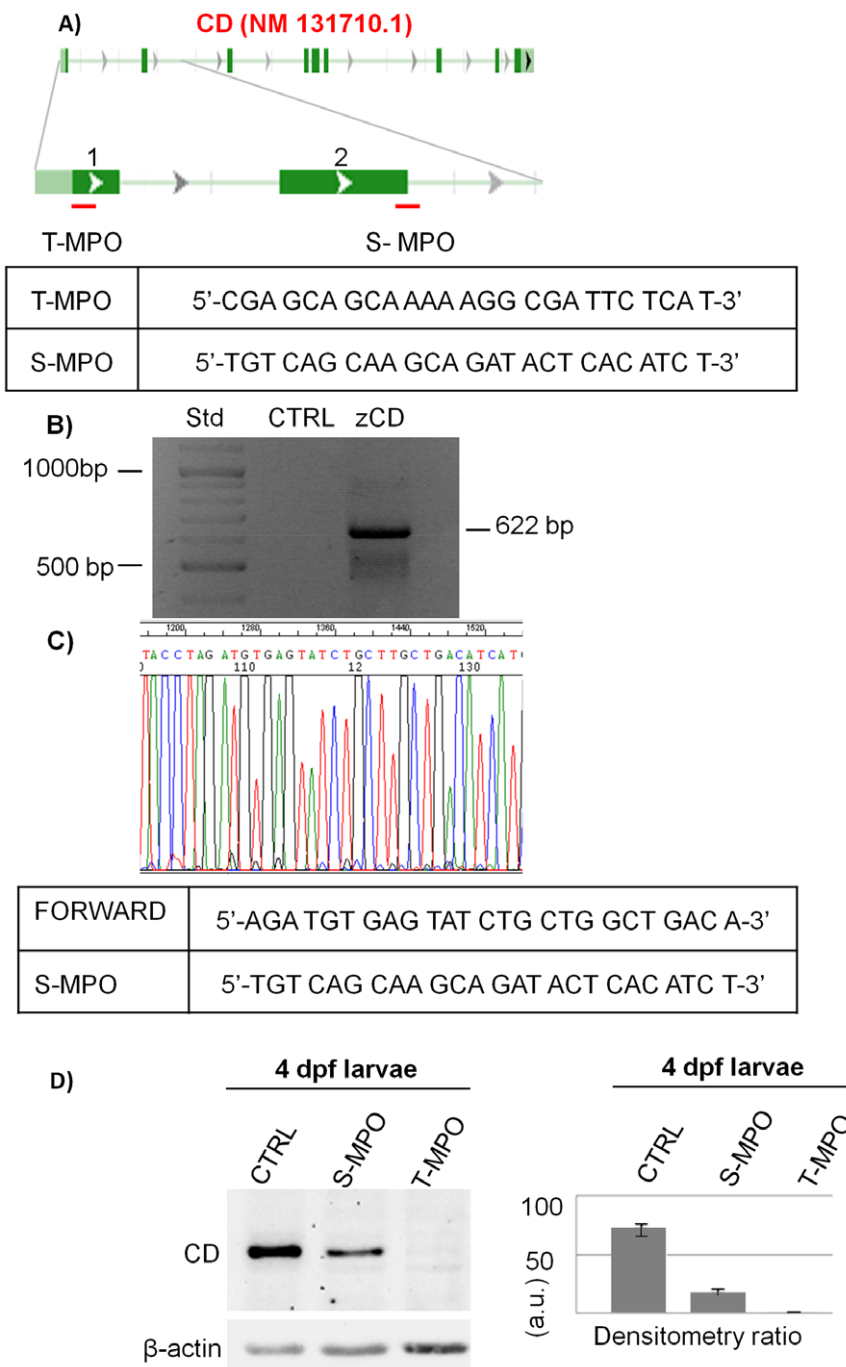 A)
CD (NM 131710.1)
1
2
T-MPO
S- MPO
T-MPO 5'-CGA GCA GCA AAA AGG CGA TTC TCA T-3'
S-MPO 5'-TGT CAG CAA GCA GAT ACT CAC ATC T-3'
B)
Std CTRL zCD
1000bp
622 bp
500 bp
C)
1200 1280 1360 1440 1520
TACCTAG ATGTGAGTATCTGCTTGCTGACATCAT
110 12 130
FORWARD 5'-AGA TGT GAG TAT CTG CTG GCT GAC A-3'
S-MPO 5'-TGT CAG CAA GCA GAT ACT CAC ATC T-3'
D)
4 dpf larvae
CTRL
S-MPO
T-MPO
CD
β-actin
4 dpf larvae
CTRL
S-MPO
T-MPO
100
50
(a.u.)
Densitometry ratio